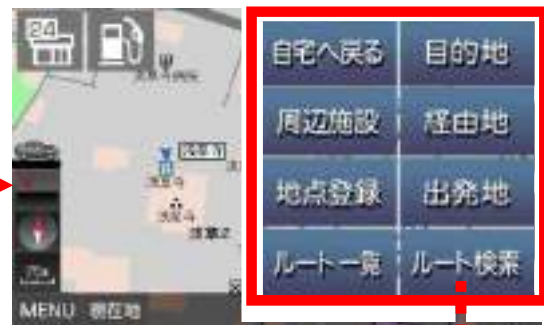 24
自宅へ戻る 目的地
周辺施設 経由地
地点登録 出発地
ルート一覧 ルート検索
MENU 現在地